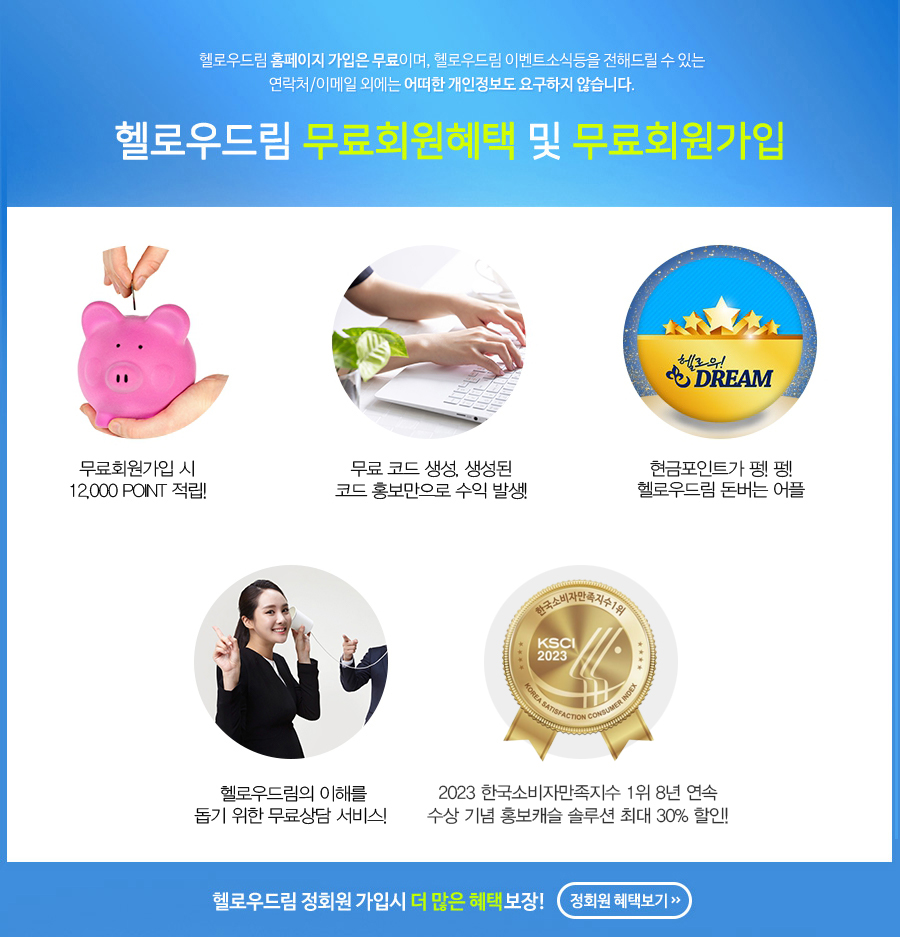 헬로우드림 홈페이지 가입은 무료이며, 헬로우드림 이벤트소식등을 전해드릴 수 있는
연락처/이메일 외에는 어떠한 개인정보도 요구하지 않습니다.
헬로우드림 무료회원혜택 및 무료회원가입
헬로우!
DREAM
무료회원가입 시
12,000 POINT 적립!
무료 코드 생성, 생성된
코드 홍보만으로 수익 발생!
현금포인트가 펑! 펑!
헬로우드림 돈버는 어플
한국소비자만족지수1위
KSCI
2023
KOREA SATISFACTION CONSUMER INDEX
헬로우드림의 이해를
돕기 위한 무료상담 서비스!
2023 한국소비자만족지수 1위 8년 연속
수상 기념 홍보캐슬 솔루션 최대 30% 할인!
헬로우드림 정회원 가입시 더 많은 혜택 보장!
정회원 혜택보기 »